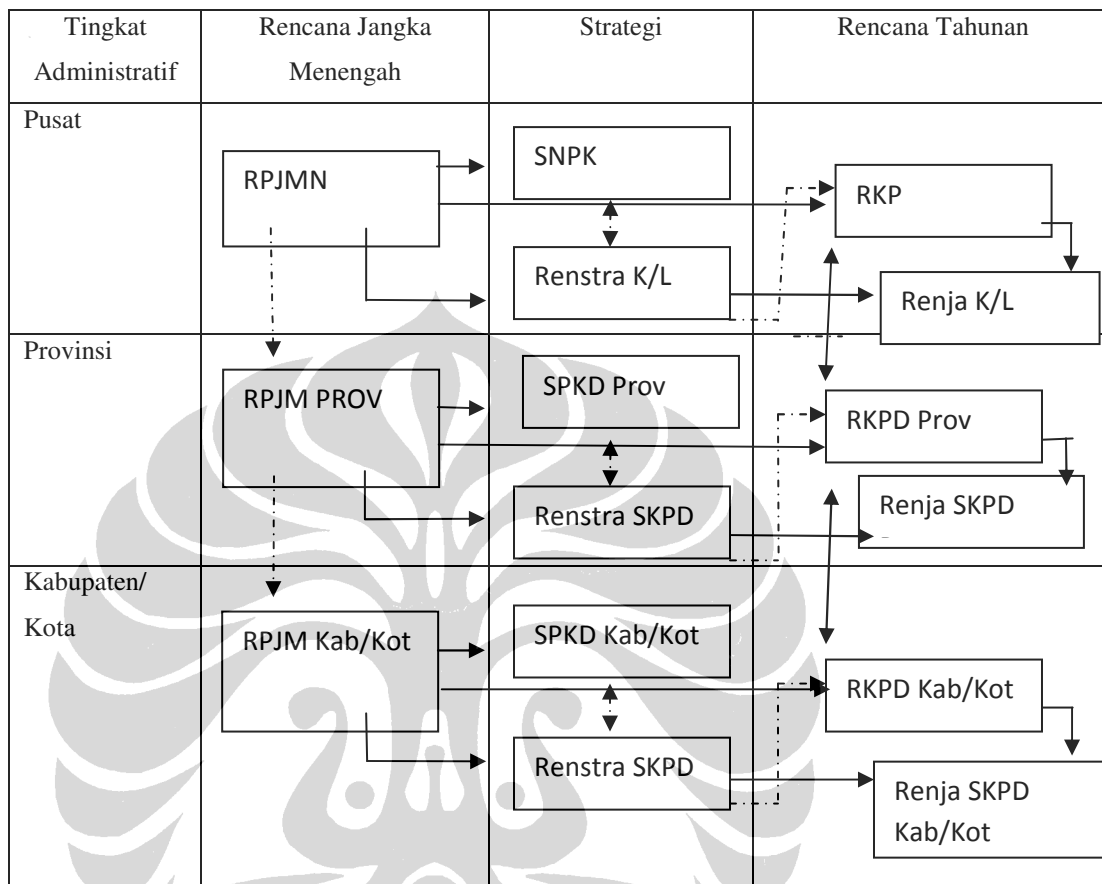 Tingkat
Administratif
Rencana Jangka
Menengah
Strategi
Rencana Tahunan
Pusat
RPJMN
SNPK
Renstra K/L
RKP
Renja K/L
Provinsi
RPJM PROV
SPKD Prov
Renstra SKPD
RKPD Prov
Renja SKPD
Kabupaten/
Kota
RPJM Kab/Kot
SPKD Kab/Kot
Renstra SKPD
RKPD Kab/Kot
Renja SKPD
Kab/Kot